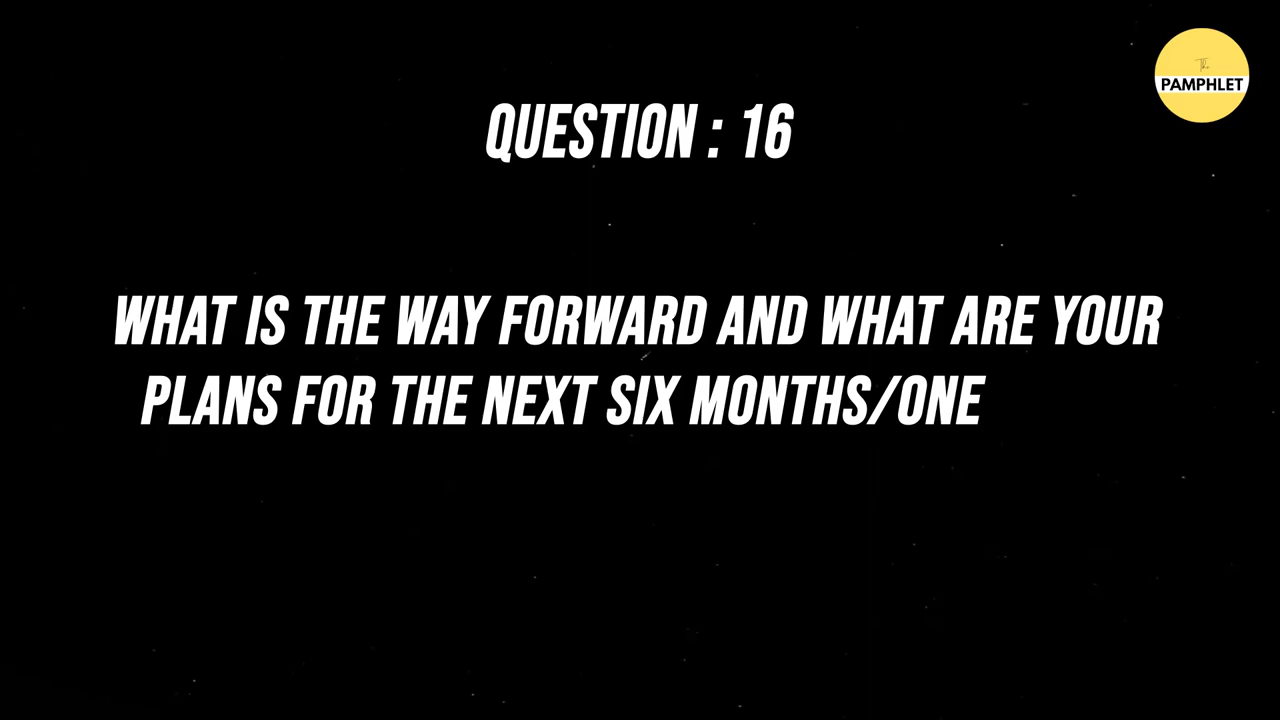 The
PAMPHLET
QUESTION : 16
WHAT IS THE WAY FORWARD AND WHAT ARE YOUR
PLANS FOR THE NEXT SIX MONTHS/ONE